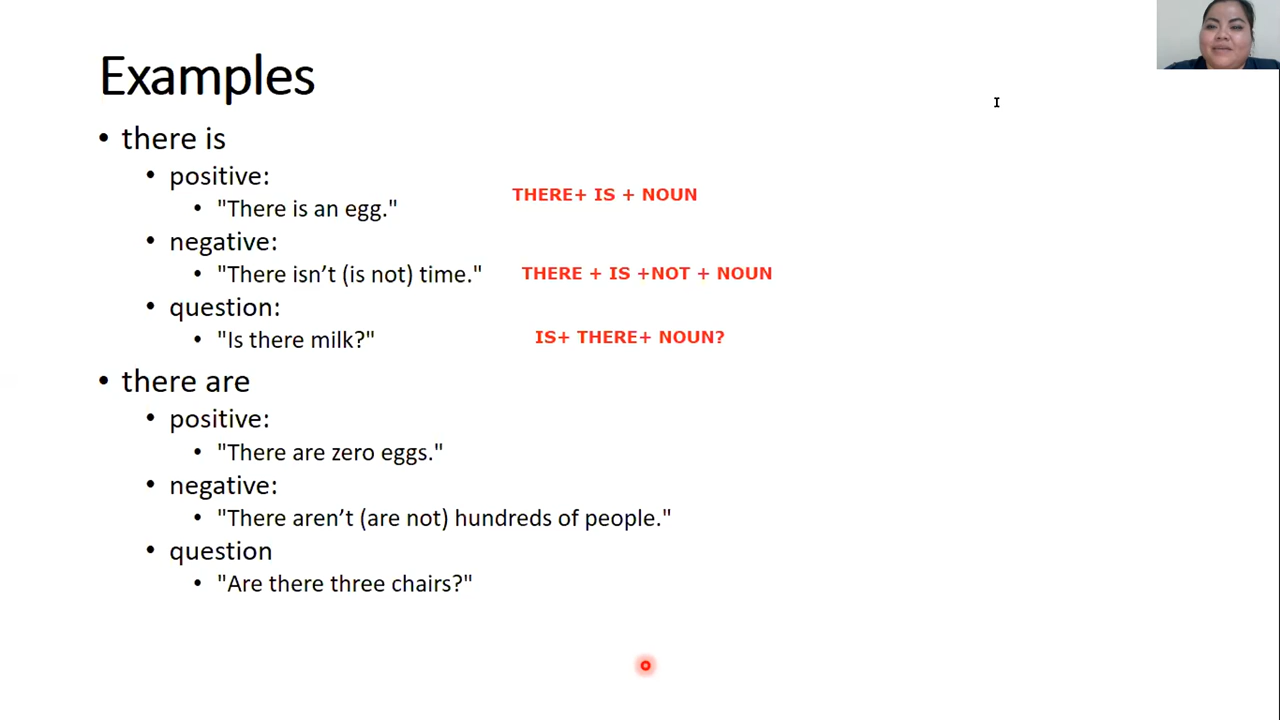 Examples
• there is
• positive:
THERE+ IS + NOUN
• "There is an egg."
• negative:
• "There isn’t (is not) time."
THERE + IS +NOT + NOUN
• question:
• "Is there milk?"
IS+ THERE+ NOUN?
• there are
• positive:
• "There are zero eggs."
• negative:
• "There aren’t (are not) hundreds of people."
• question
• "Are there three chairs?"